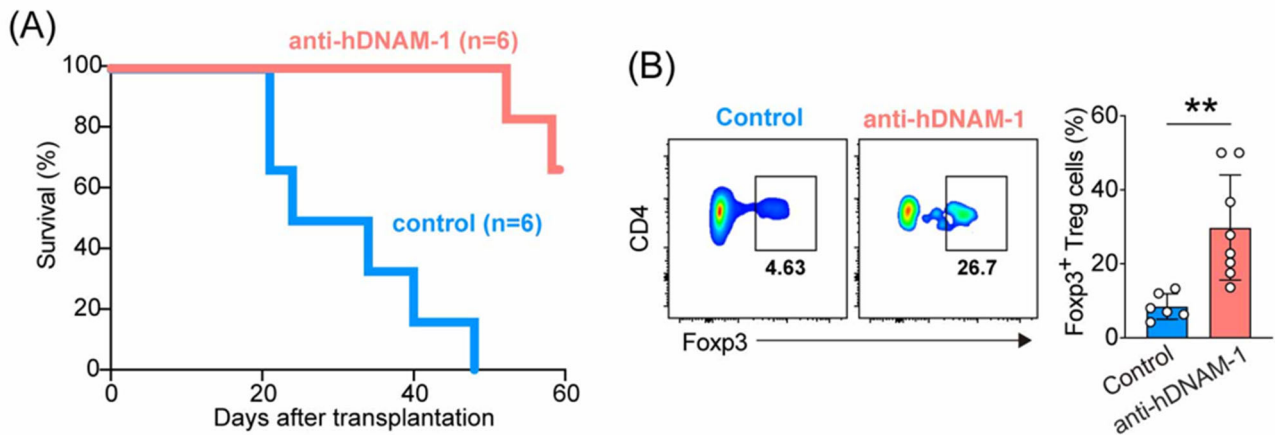 (A)
anti-hDNAM-1 (n=6)
100
80
60
40
20
0
Survival (%)
control (n=6)
0 20 40 60
Days after transplantation
(B)
Control anti-hDNAM-1
CD4
4.63 26.7
Foxp3
**
60
40
20
0
Foxp3+ Treg cells (%)
Control
anti-hDNAM-1